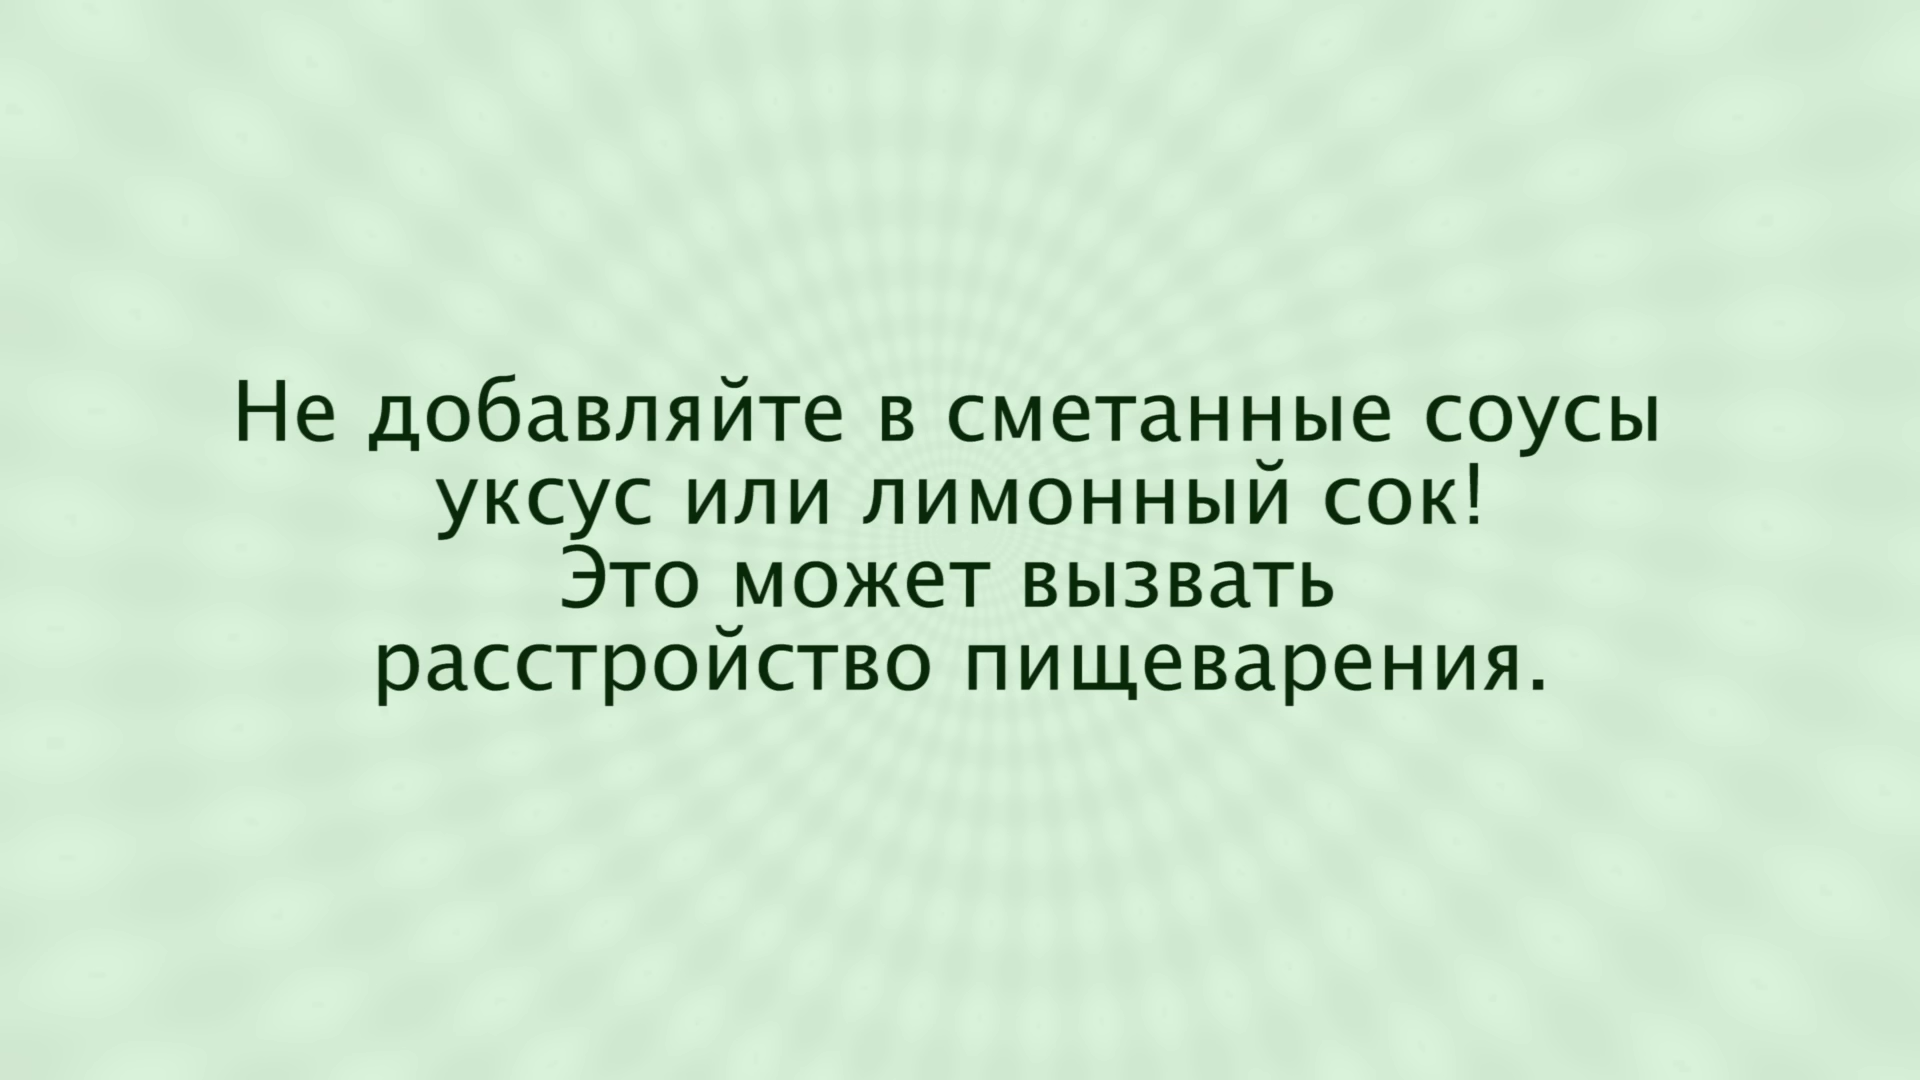 Не добавляйте в сметанные соусы
уксус или лимонный сок!
Это может вызвать
расстройство пищеварения.